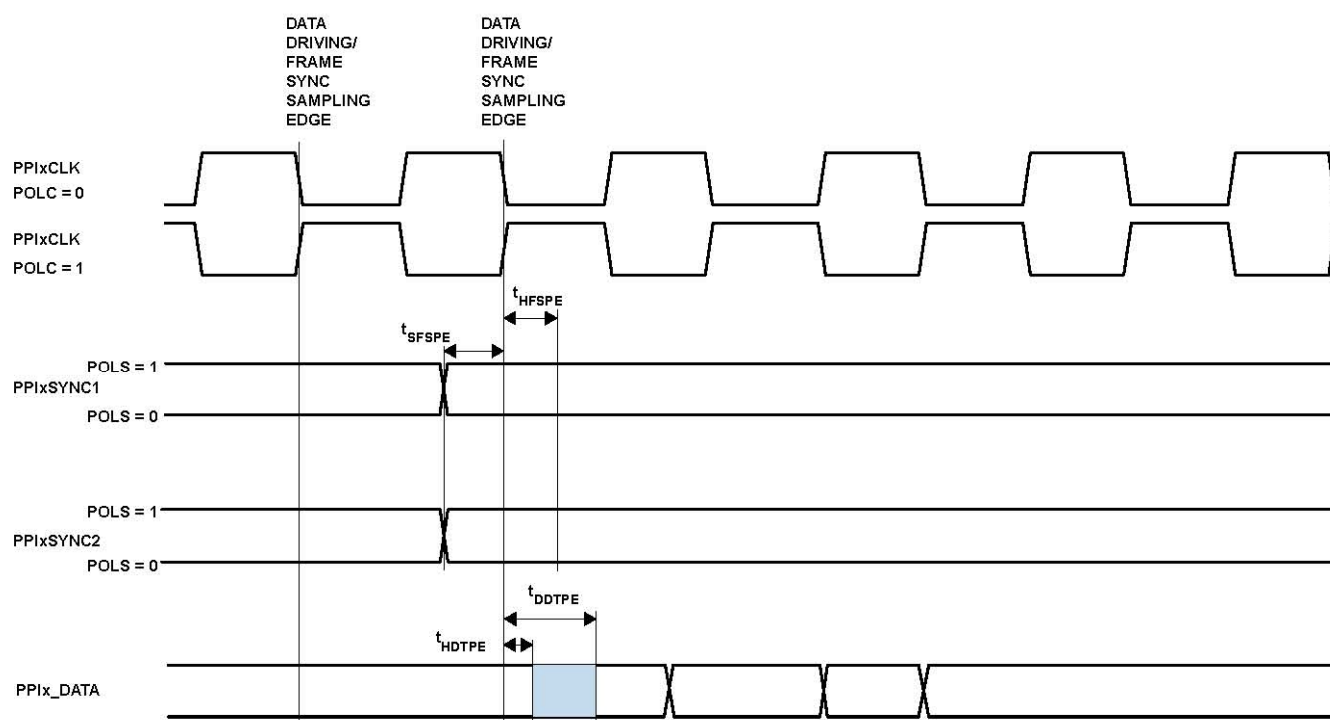 DATA
DRIVING/
FRAME
SYNC
SAMPLING
EDGE
DATA
DRIVING/
FRAME
SYNC
SAMPLING
EDGE
PPIxCLK
POLC = 0
PPIxCLK
POLC = 1
tHFSPE
tSFSPE
POLS = 1
PPIxSYNC1
POLS = 0
POLS = 1
PPIxSYNC2
POLS = 0
tDDTPE
tHDTPE
PPIx_DATA